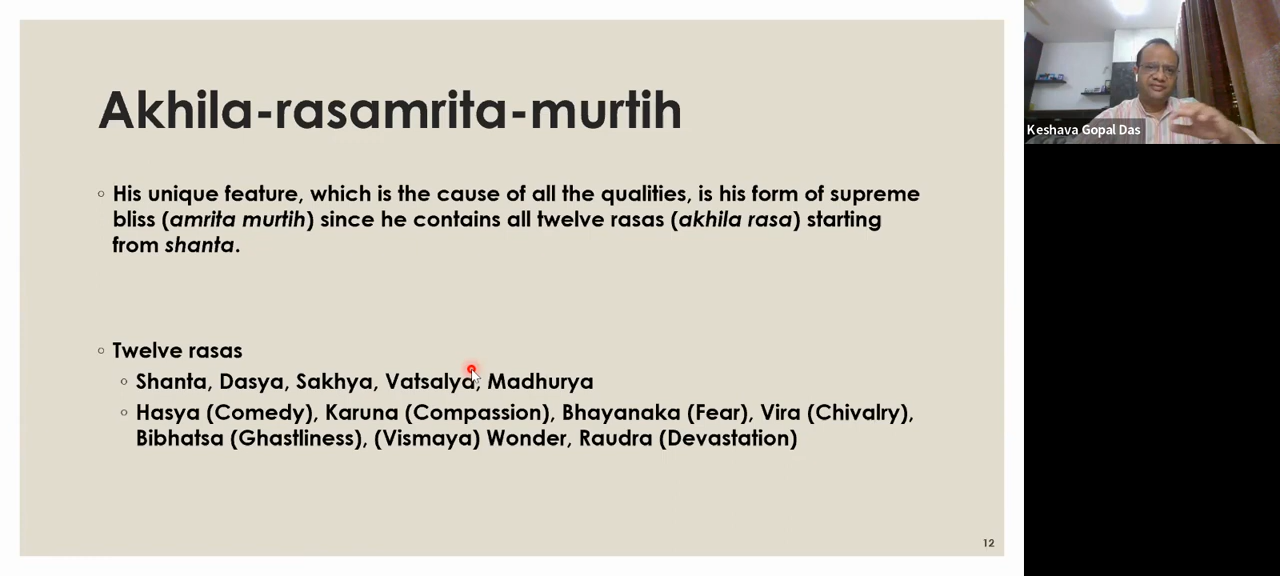 Akhila-rasamrita-murtih
◦ His unique feature, which is the cause of all the qualities, is his form of supreme
bliss (amrita murtih) since he contains all twelve rasas (akhila rasa) starting
from shanta.
◦ Twelve rasas
◦ Shanta, Dasya, Sakhya, Vatsalya, Madhurya
◦ Hasya (Comedy), Karuna (Compassion), Bhayanaka (Fear), Vira (Chivalry),
Bibhatsa (Ghastliness), (Vismaya) Wonder, Raudra (Devastation)
12
Keshava Gopal Das